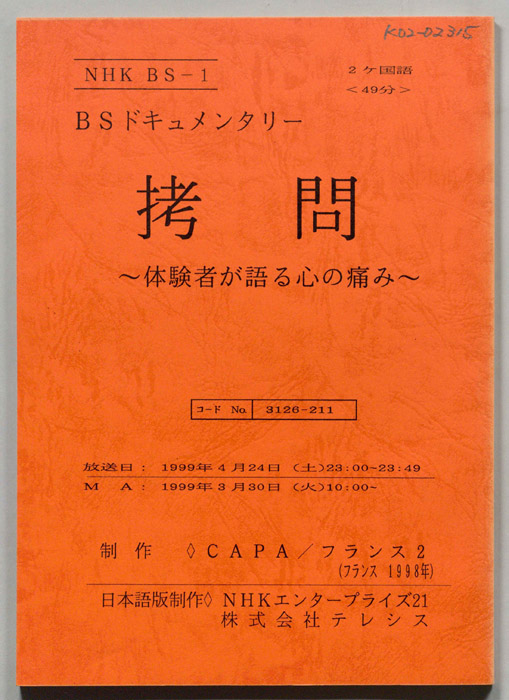 K02-02315
NHK BS-1
2ケ国語
<49分>
BSドキュメンタリー
拷問
~体験者が語る心の痛み~
コード No. 3126-211
放送日: 1999年4月24日 (土)23:00~23:49
MA: 1999年3月30日 (火)10:00~
制作 ◊CAPA/フランス2
(フランス 1998年)
日本語版制作◊ NHKエンタープライズ21
株式会社テレシス